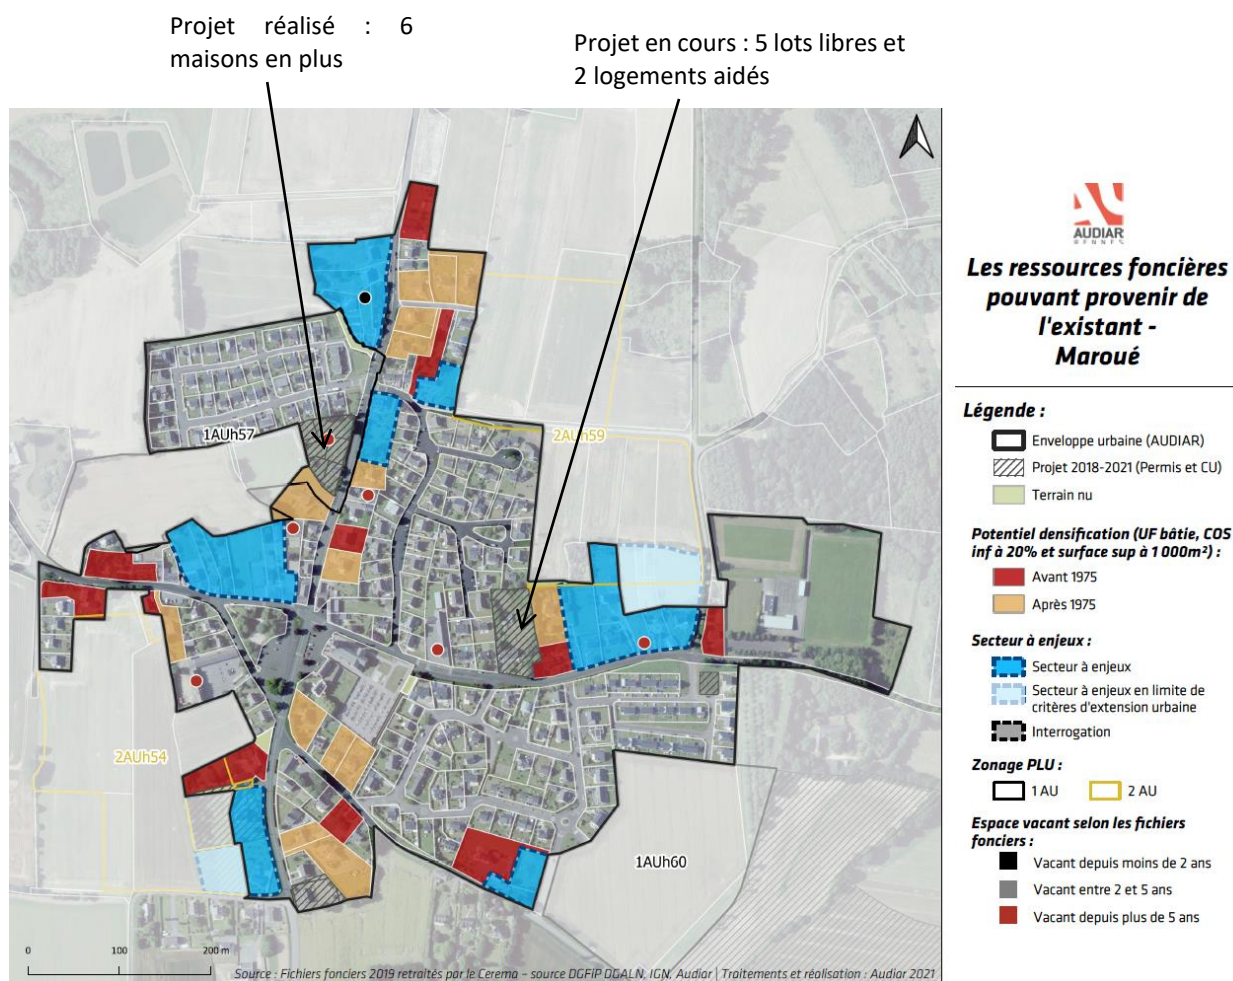 Projet réalisé : 6
maisons en plus
Projet en cours : 5 lots libres et
2 logements aidés
1AUh57
2AUh59
2AUh54
1AUh60
0 100 200 m
Source : Fichiers fonciers 2019 retraités par le Cerema – source DGFiP DGALN, IGN, Audiar | Traitements et réalisation : Audiar 2021
AUDIAR
RENNES
Les ressources foncières
pouvant provenir de
l'existant -
Maroué
Légende :
Enveloppe urbaine (AUDIAR)
Projet 2018-2021 (Permis et CU)
Terrain nu
Potentiel densification (UF bâtie, COS
inf à 20% et surface sup à 1 000m²) :
Avant 1975
Après 1975
Secteur à enjeux :
Secteur à enjeux
Secteur à enjeux en limite de
critères d'extension urbaine
Interrogation
Zonage PLU :
1 AU 2 AU
Espace vacant selon les fichiers
fonciers :
Vacant depuis moins de 2 ans
Vacant entre 2 et 5 ans
Vacant depuis plus de 5 ans